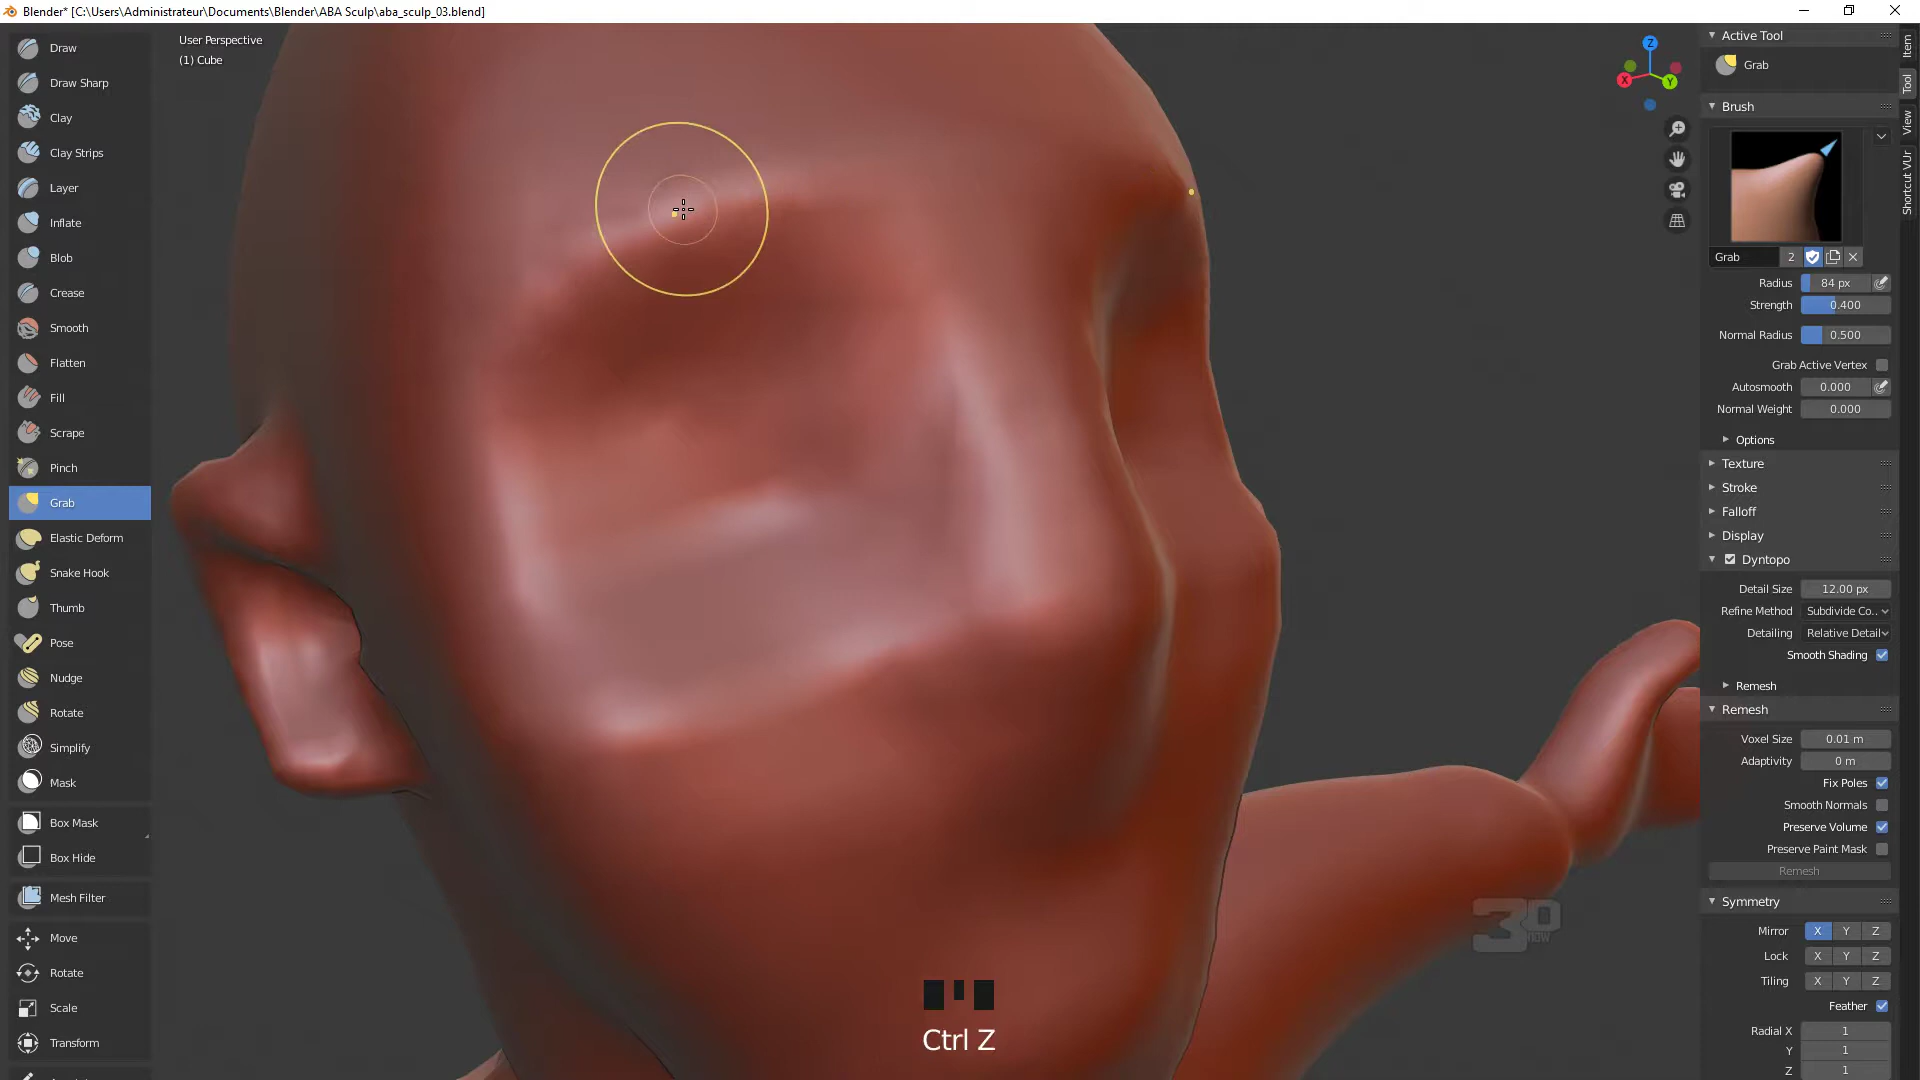 Blender* [C:\Users\Administrateur\Documents\Blender\ABA Sculp\aba_sculp_03.blend]
User Perspective
(1) Cube
Draw
Draw Sharp
Clay
Clay Strips
Layer
Inflate
Blob
Crease
Smooth
Flatten
Fill
Scrape
Pinch
Grab
Elastic Deform
Snake Hook
Thumb
Pose
Nudge
Rotate
Simplify
Mask
Box Mask
Box Hide
Mesh Filter
Move
Rotate
Scale
Transform
Z
X
Y
Ctrl Z
3D
now
Active Tool
Grab
Brush
Grab 2
Radius 84 px
Strength 0.400
Normal Radius 0.500
Grab Active Vertex
Autosmooth 0.000
Normal Weight 0.000
Options
Texture
Stroke
Falloff
Display
Dyntopo
Detail Size 12.00 px
Refine Method Subdivide Co..
Detailing Relative Detail
Smooth Shading
Remesh
Remesh
Voxel Size 0.01 m
Adaptivity 0 m
Fix Poles
Smooth Normals
Preserve Volume
Preserve Paint Mask
Remesh
Symmetry
Mirror X Y Z
Lock X Y Z
Tiling X Y Z
Feather
Radial X 1
Y 1
Z 1
Item
Tool
View
Shortcut VUr